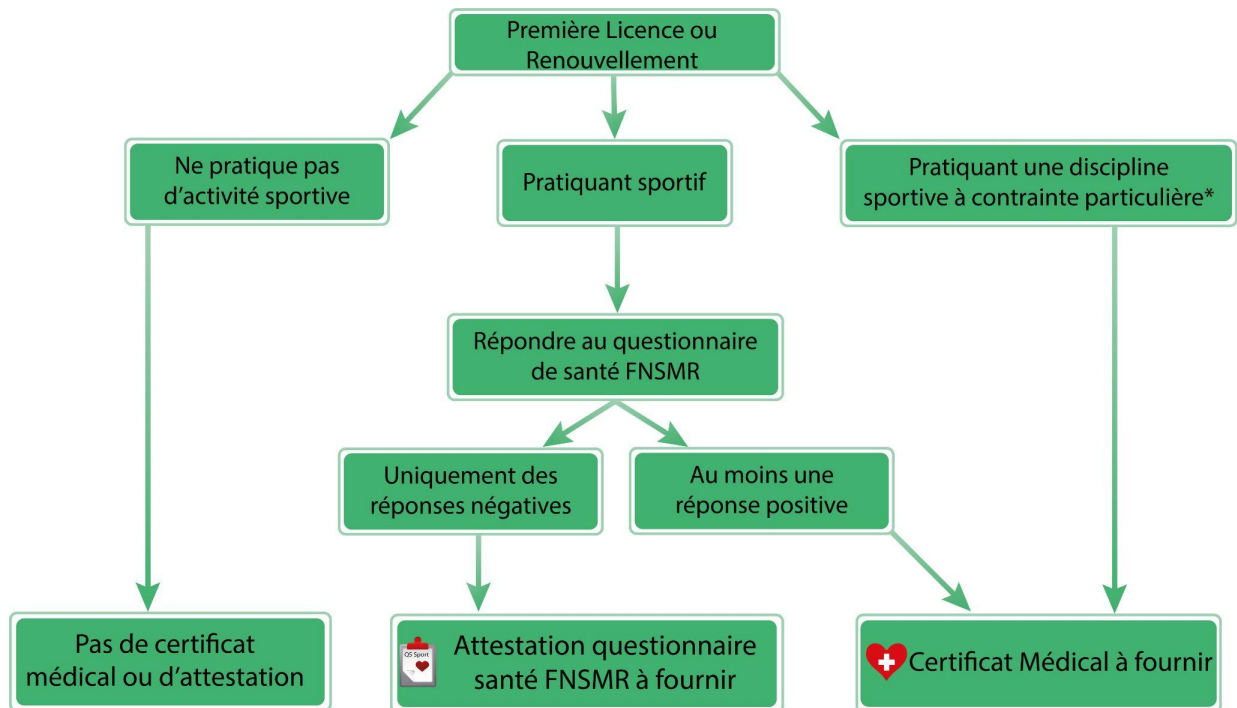 Première Licence ou
Renouvellement
Ne pratique pas
d'activité sportive
Pratiquant sportif
Pratiquant une discipline
sportive à contrainte particulière*
Répondre au questionnaire
de santé FNSMR
Uniquement des
réponses négatives
Au moins une
réponse positive
Pas de certificat
médical ou d'attestation
QS Sport
Attestation questionnaire
santé FNSMR à fournir
Certificat Médical à fournir